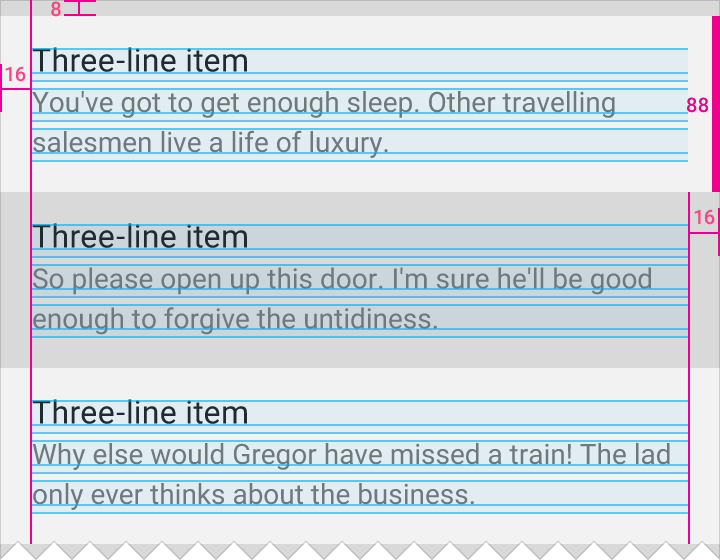 8
Three-line item
16
You've got to get enough sleep. Other travelling
88
salesmen live a life of luxury.
16
Three-line item
So please open up this door. I'm sure he'll be good
enough to forgive the untidiness.
Three-line item
Why else would Gregor have missed a train! The lad
only ever thinks about the business.